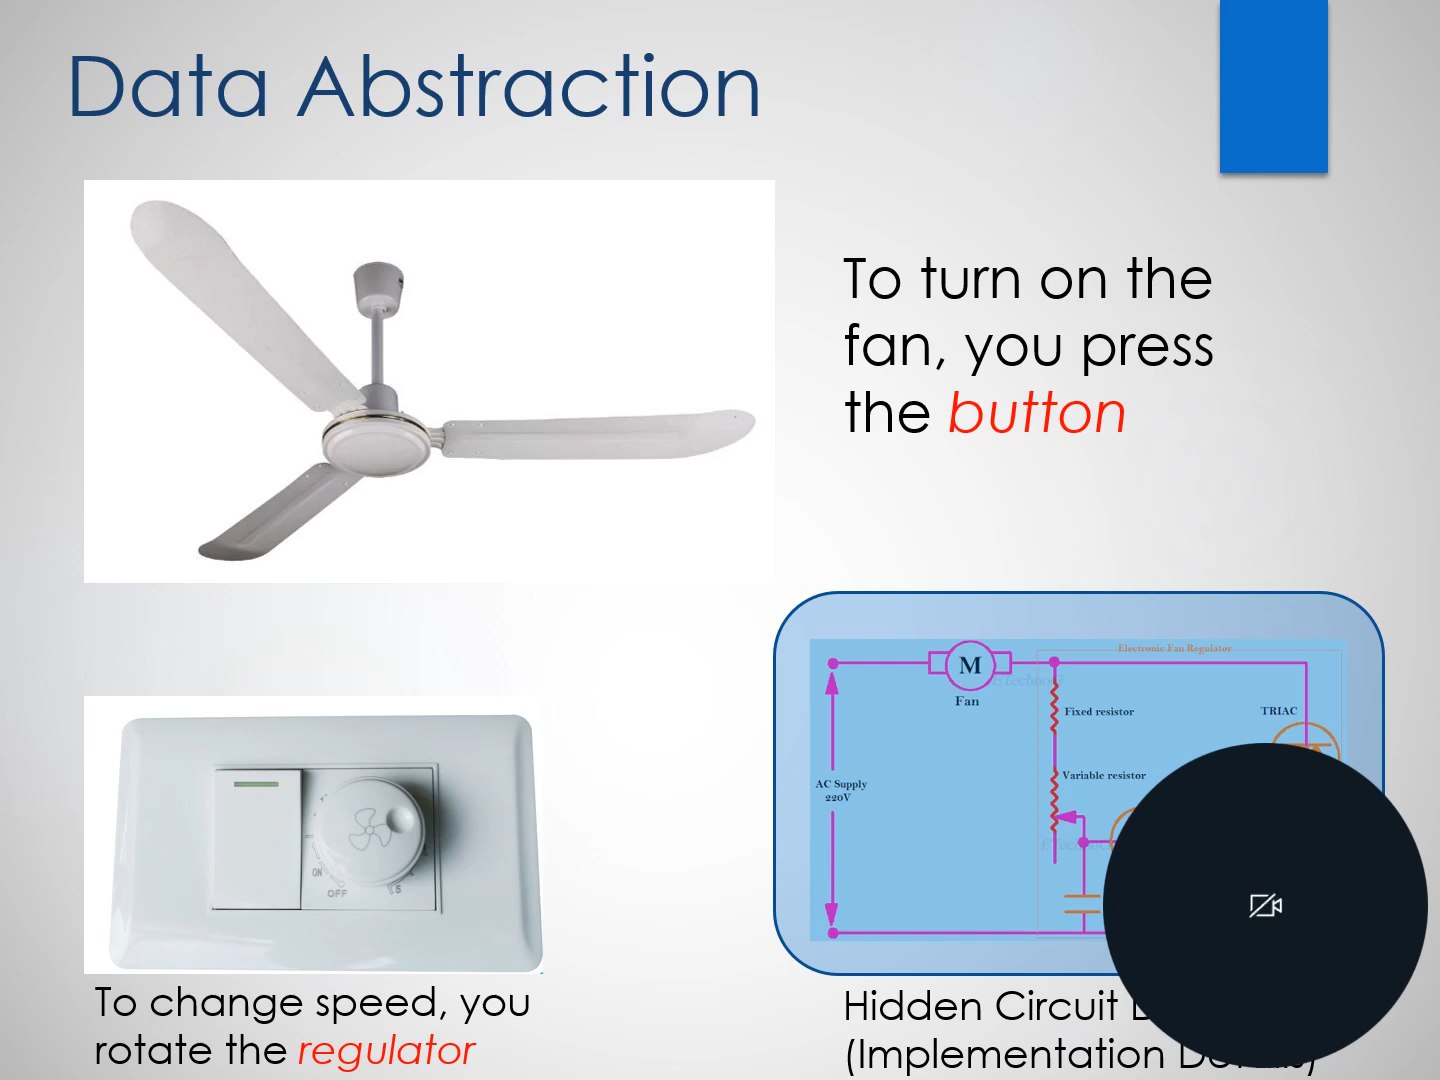 Data Abstraction
To turn on the
fan, you press
the button
ON
OFF
5
To change speed, you
rotate the regulator
Electronic Fan Regulator
M
Fan
Fixed resistor
TRIAC
Variable resistor
AC Supply
220V
Hidden Circuit
(Implementation